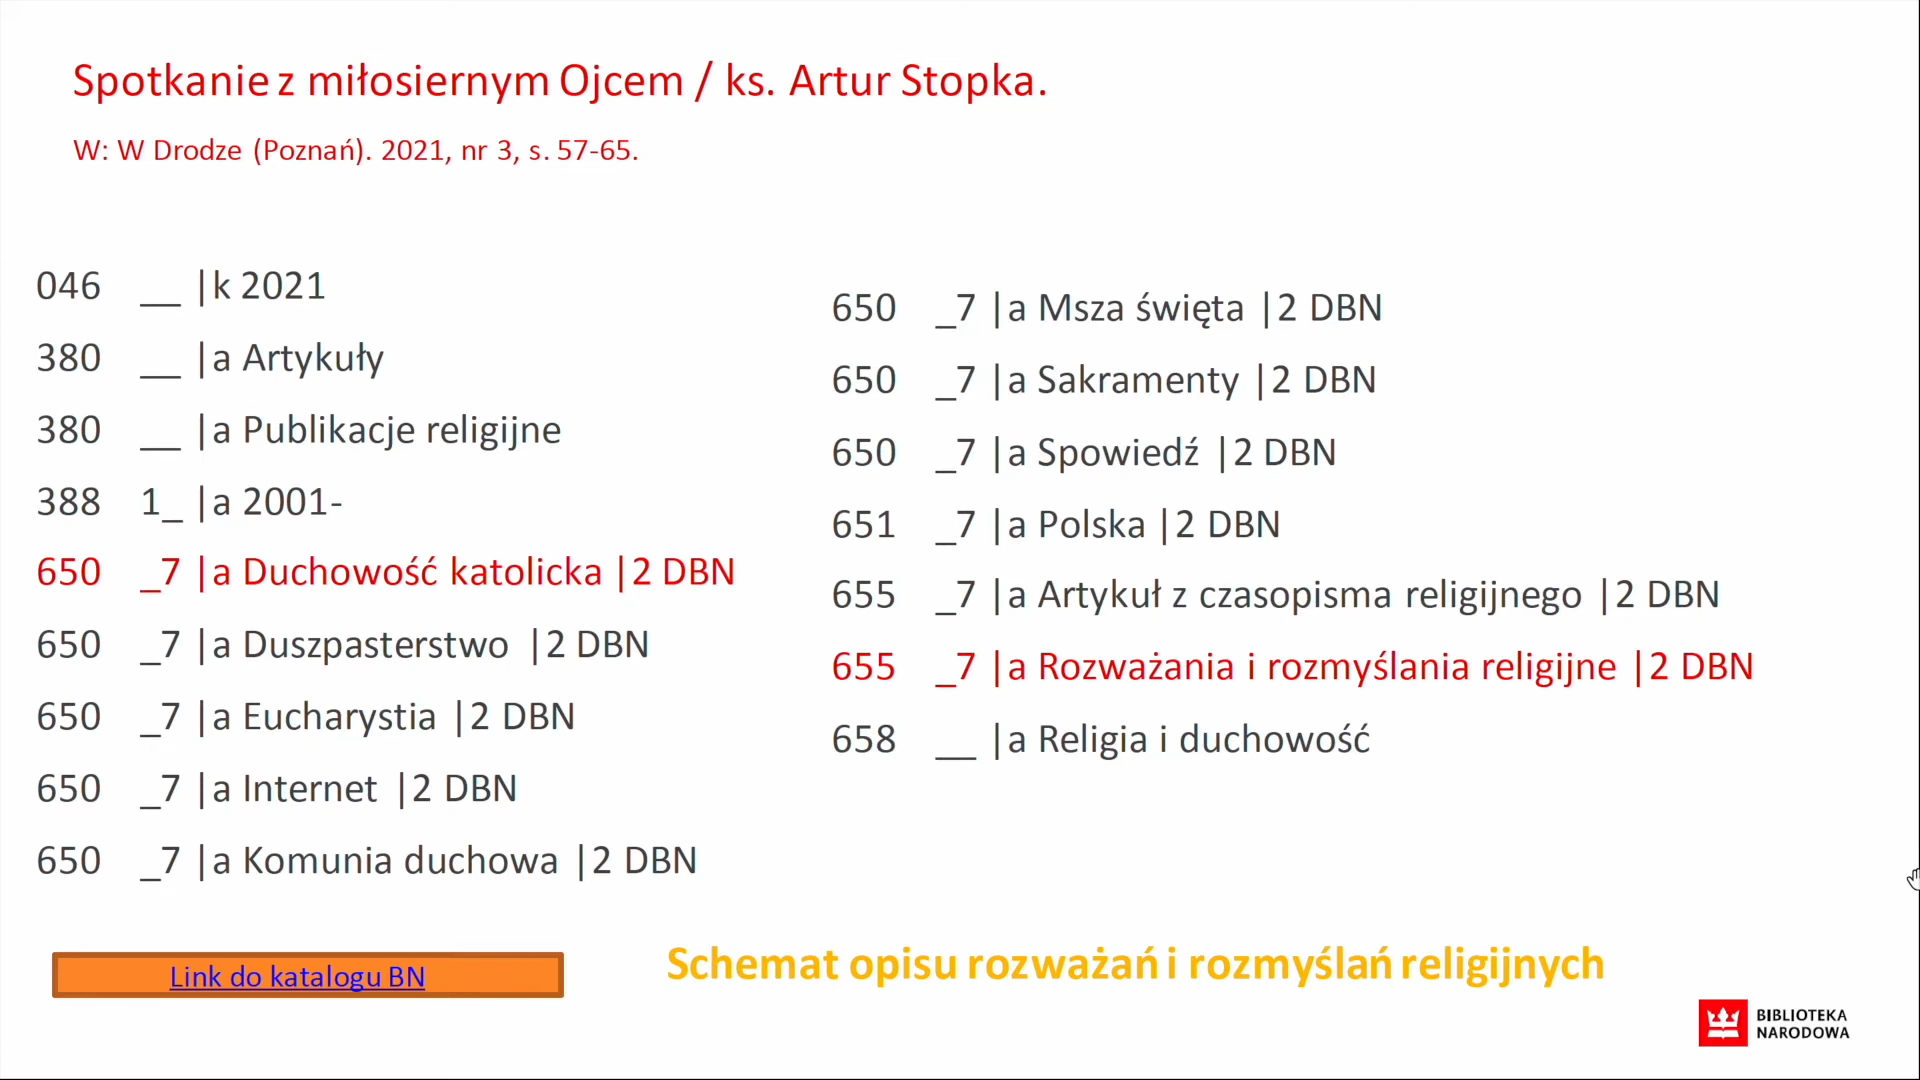 Spotkanie z miłosiernym Ojcem / ks. Artur Stopka.
W: W Drodze (Poznań). 2021, nr 3, s. 57-65.
046 __ |k 2021
380 __ |a Artykuły
380 __ |a Publikacje religijne
388 1_ |a 2001-
650 _7 |a Duchowość katolicka |2 DBN
650 _7 |a Duszpasterstwo |2 DBN
650 _7 |a Eucharystia |2 DBN
650 _7 |a Internet |2 DBN
650 _7 |a Komunia duchowa |2 DBN
650 _7 |a Msza święta |2 DBN
650 _7 |a Sakramenty |2 DBN
650 _7 |a Spowiedź |2 DBN
651 _7 |a Polska |2 DBN
655 _7 |a Artykuł z czasopisma religijnego |2 DBN
655 _7 |a Rozważania i rozmyślania religijne |2 DBN
658 __ |a Religia i duchowość
Link do katalogu BN
Schemat opisu rozważań i rozmyślań religijnych
BIBLIOTEKA
NARODOWA